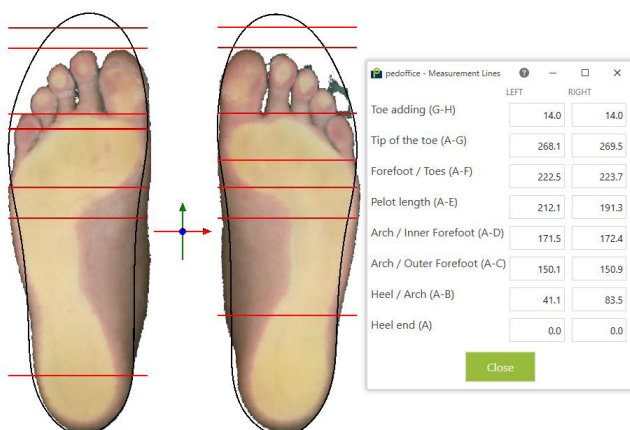 pedoffice - Measurement Lines
LEFT RIGHT
Toe adding (G-H) 14.0 14.0
Tip of the toe (A-G) 268.1 269.5
Forefoot / Toes (A-F) 222.5 223.7
Pelot length (A-E) 212.1 191.3
Arch / Inner Forefoot (A-D) 171.5 172.4
Arch / Outer Forefoot (A-C) 150.1 150.9
Heel / Arch (A-B) 41.1 83.5
Heel end (A) 0.0 0.0
Close